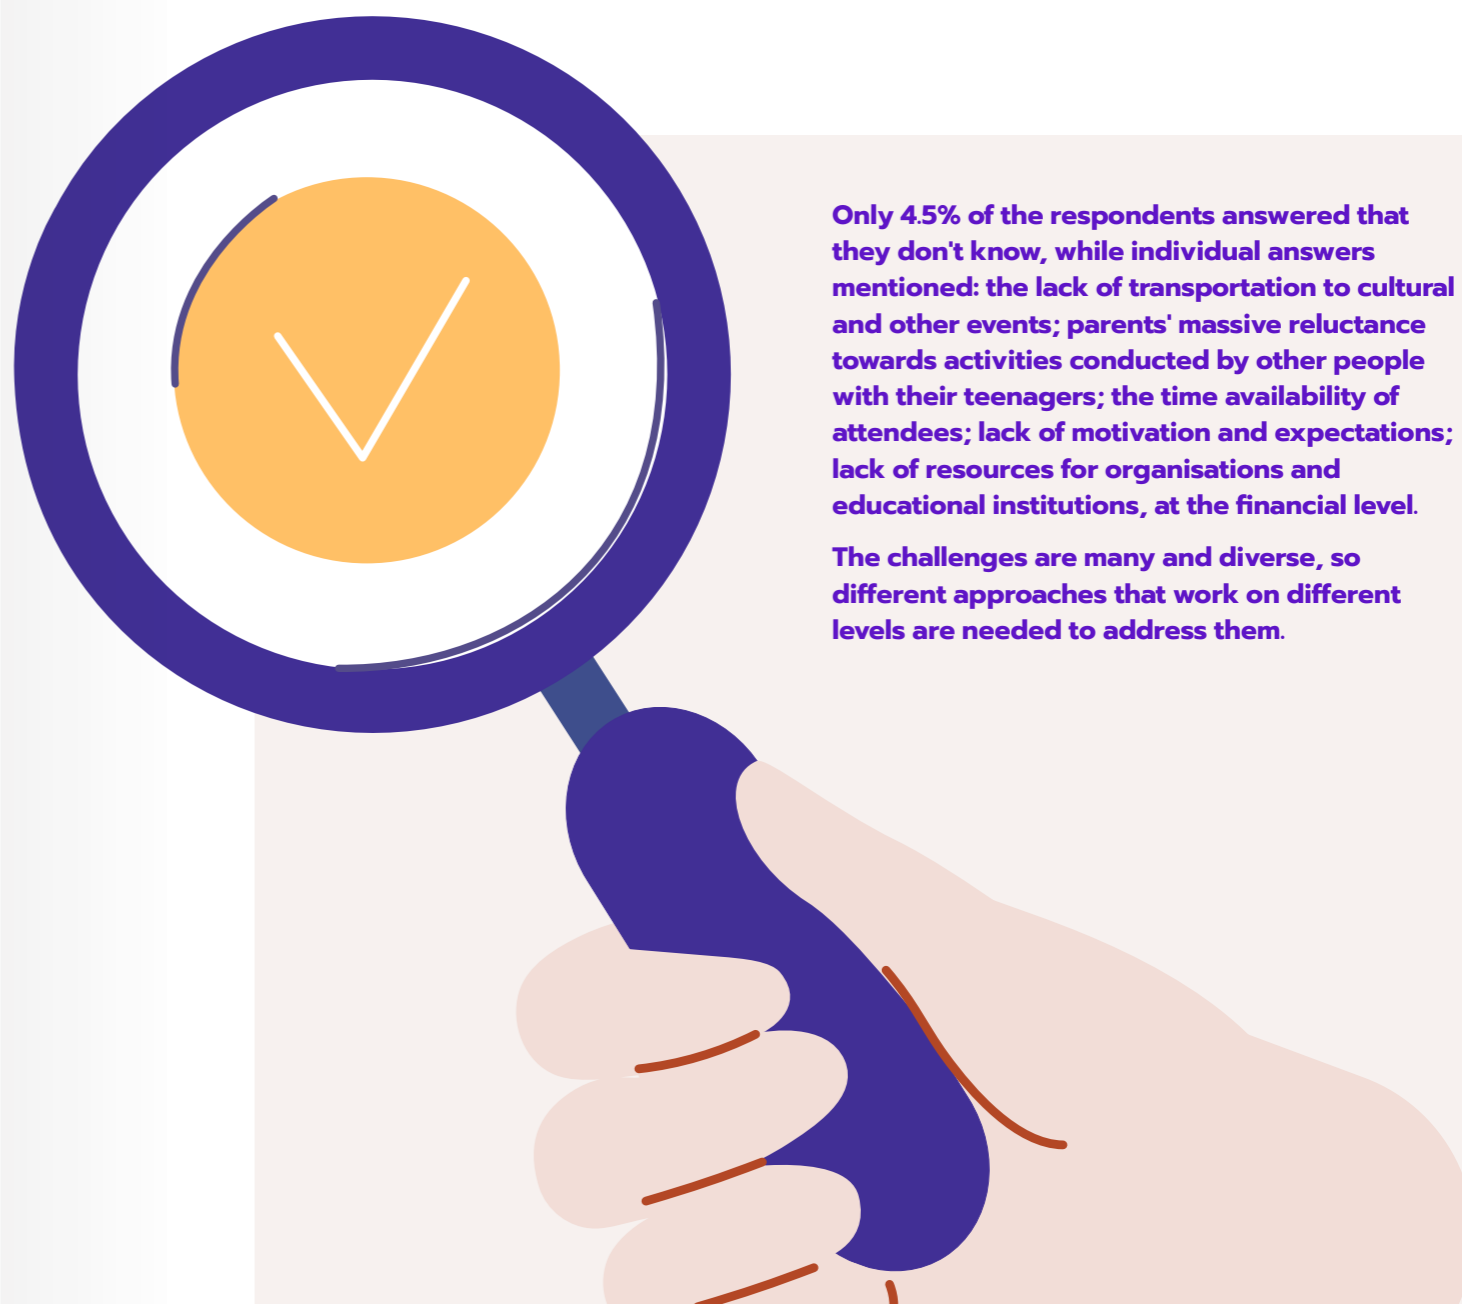 Only 4.5% of the respondents answered that
they don't know, while individual answers
mentioned: the lack of transportation to cultural
and other events; parents' massive reluctance
towards activities conducted by other people
with their teenagers; the time availability of
attendees; lack of motivation and expectations;
lack of resources for organisations and
educational institutions, at the financial level.
The challenges are many and diverse, so
different approaches that work on different
levels are needed to address them.